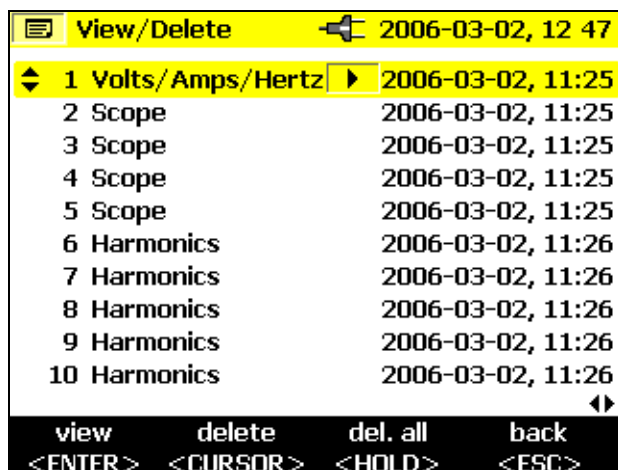 View/Delete 2006-03-02, 12 47
1 Volts/Amps/Hertz 2006-03-02, 11:25
2 Scope 2006-03-02, 11:25
3 Scope 2006-03-02, 11:25
4 Scope 2006-03-02, 11:25
5 Scope 2006-03-02, 11:25
6 Harmonics 2006-03-02, 11:26
7 Harmonics 2006-03-02, 11:26
8 Harmonics 2006-03-02, 11:26
9 Harmonics 2006-03-02, 11:26
10 Harmonics 2006-03-02, 11:26
view delete del. all back
<ENTER> <CURSOR> <HOLD> <ESC>